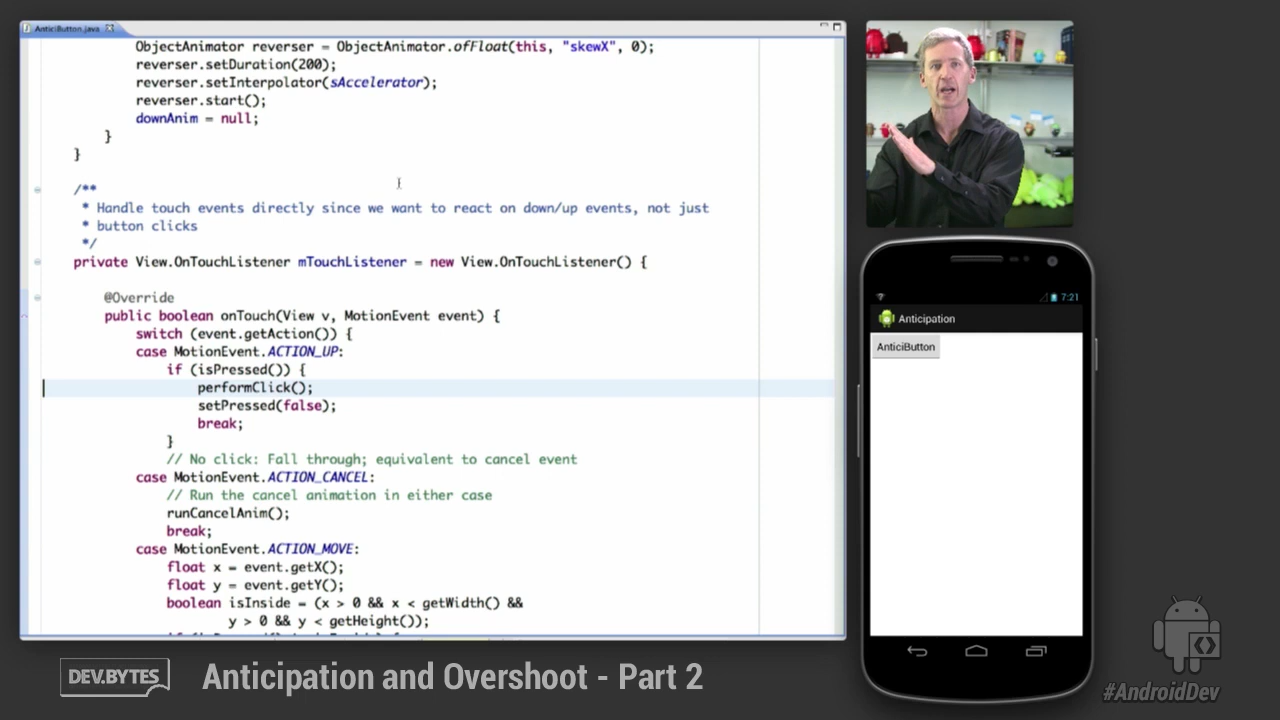 AnticiButton.java
ObjectAnimator reverser = ObjectAnimator.ofFloat(this, "skewX", 0);
reverser.setDuration(200);
reverser.setInterpolator(sAccelerator);
reverser.start();
downAnim = null;
}
}
/**
* Handle touch events directly since we want to react on down/up events, not just
* button clicks
*/
private View.OnTouchListener mTouchListener = new View.OnTouchListener() {
@Override
public boolean onTouch(View v, MotionEvent event) {
switch (event.getAction()) {
case MotionEvent.ACTION_UP:
if (isPressed()) {
performClick();
setPressed(false);
break;
}
// No click: Fall through; equivalent to cancel event
case MotionEvent.ACTION_CANCEL:
// Run the cancel animation in either case
runCancelAnim();
break;
case MotionEvent.ACTION_MOVE:
float x = event.getX();
float y = event.getY();
boolean isInside = (x > 0 && x < getWidth() &&
y > 0 && y < getHeight());
7:21
Anticipation
AnticiButton
DEV.BYTES
Anticipation and Overshoot - Part 2
#AndroidDev